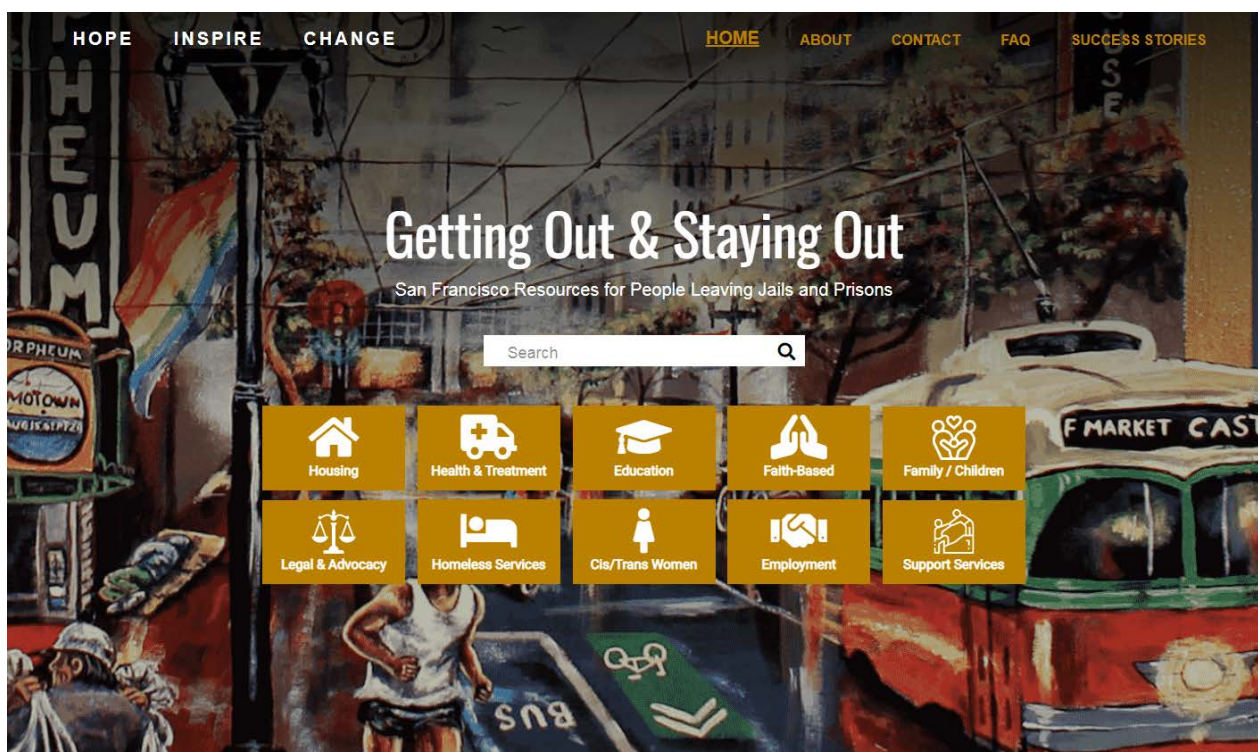 HOPE INSPIRE CHANGE
HOME ABOUT CONTACT FAQ SUCCESS STORIES
PHEUM
USE
Getting Out & Staying Out
San Francisco Resources for People Leaving Jails and Prisons
Search
ORPHEUM
MOTOWN
F MARKET CAST
Housing
Health & Treatment
Education
Faith-Based
Family / Children
Legal & Advocacy
Homeless Services
Cis/Trans Women
Employment
Support Services
BUS